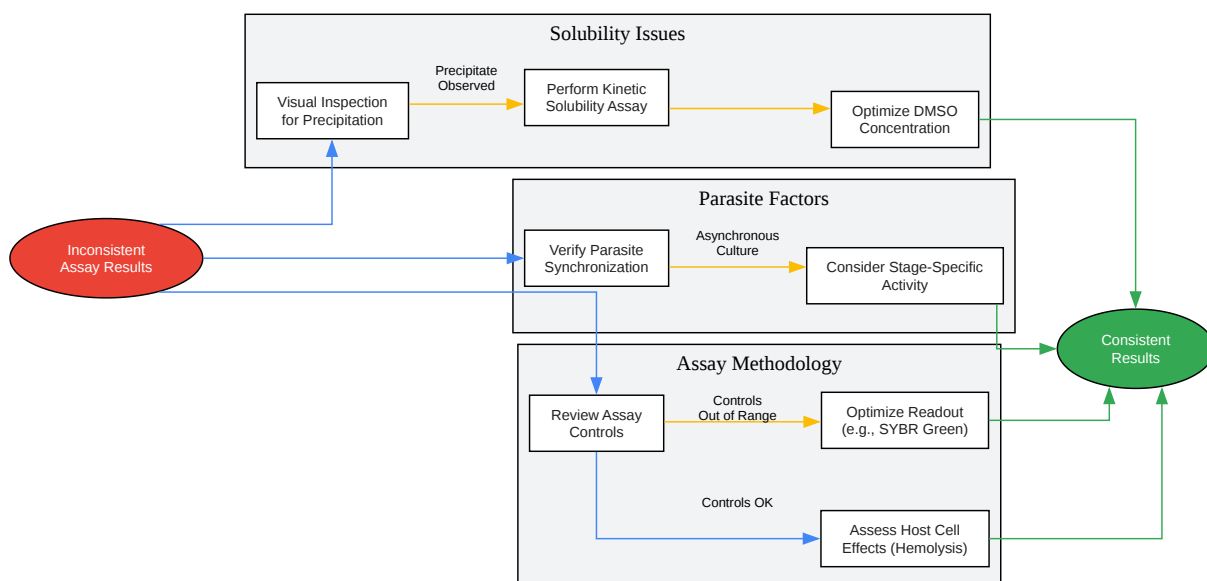 Solubility Issues
Visual Inspection
for Precipitation
Precipitate
Observed
Perform Kinetic
Solubility Assay
Optimize DMSO
Concentration
Inconsistent
Assay Results
Parasite Factors
Verify Parasite
Synchronization
Asynchronous
Culture
Consider Stage-Specific
Activity
Assay Methodology
Review Assay
Controls
Controls
Out of Range
Optimize Readout
(e.g., SYBR Green)
Controls OK
Assess Host Cell
Effects (Hemolysis)
Consistent
Results